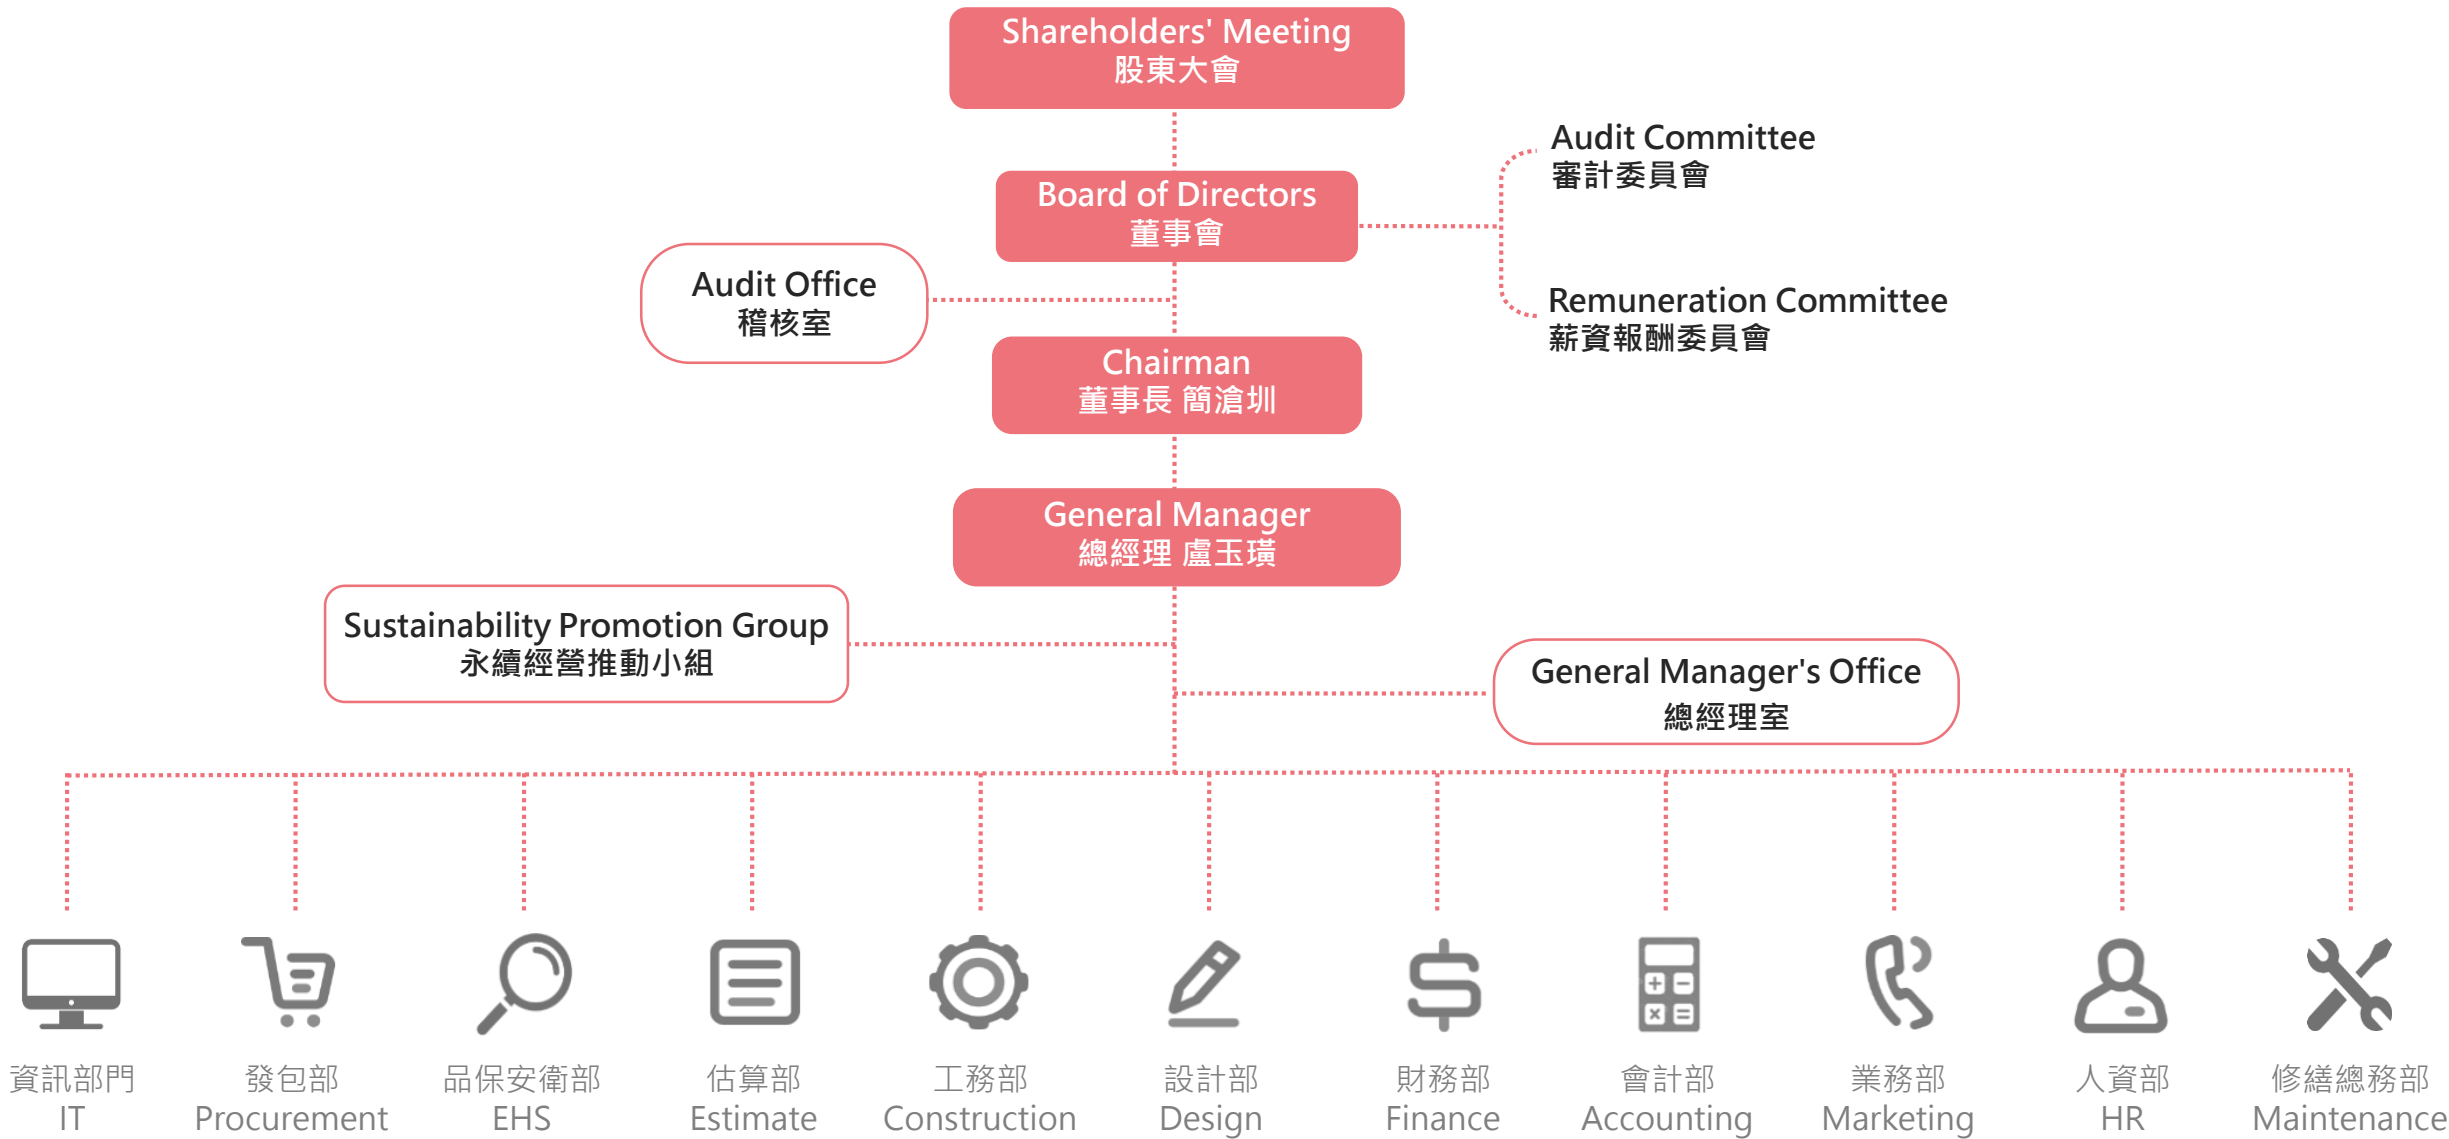 Shareholders' Meeting
股東大會
Audit Committee
審計委員會
Board of Directors
董事會
Audit Office
稽核室
Remuneration Committee
薪資報酬委員會
Chairman
董事長 簡滄圳
General Manager
總經理 盧玉璜
Sustainability Promotion Group
永續經營推動小組
General Manager's Office
總經理室
資訊部門
IT
發包部
Procurement
品保安衛部
EHS
估算部
Estimate
工務部
Construction
設計部
Design
財務部
Finance
會計部
Accounting
業務部
Marketing
人資部
HR
修繕總務部
Maintenance